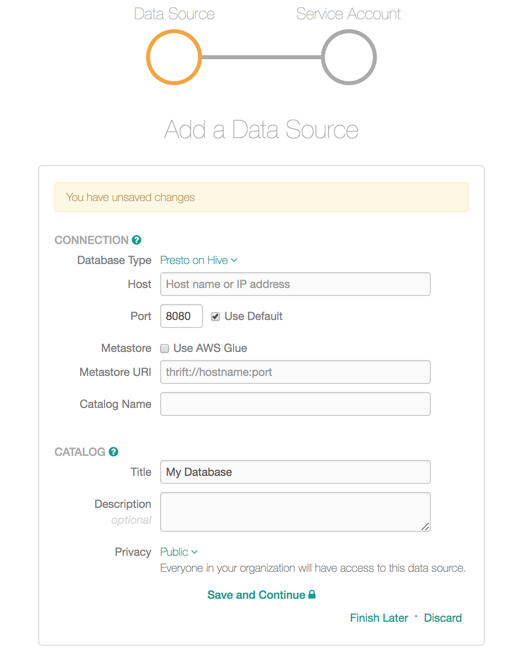 Data Source Service Account
Add a Data Source
You have unsaved changes
CONNECTION ?
Database Type Presto on Hive
Host Host name or IP address
Port 8080 Use Default
Metastore Use AWS Glue
Metastore URI thrift://hostname:port
Catalog Name
CATALOG ?
Title My Database
Description
optional
Privacy Public
Everyone in your organization will have access to this data source.
Save and Continue
Finish Later · Discard